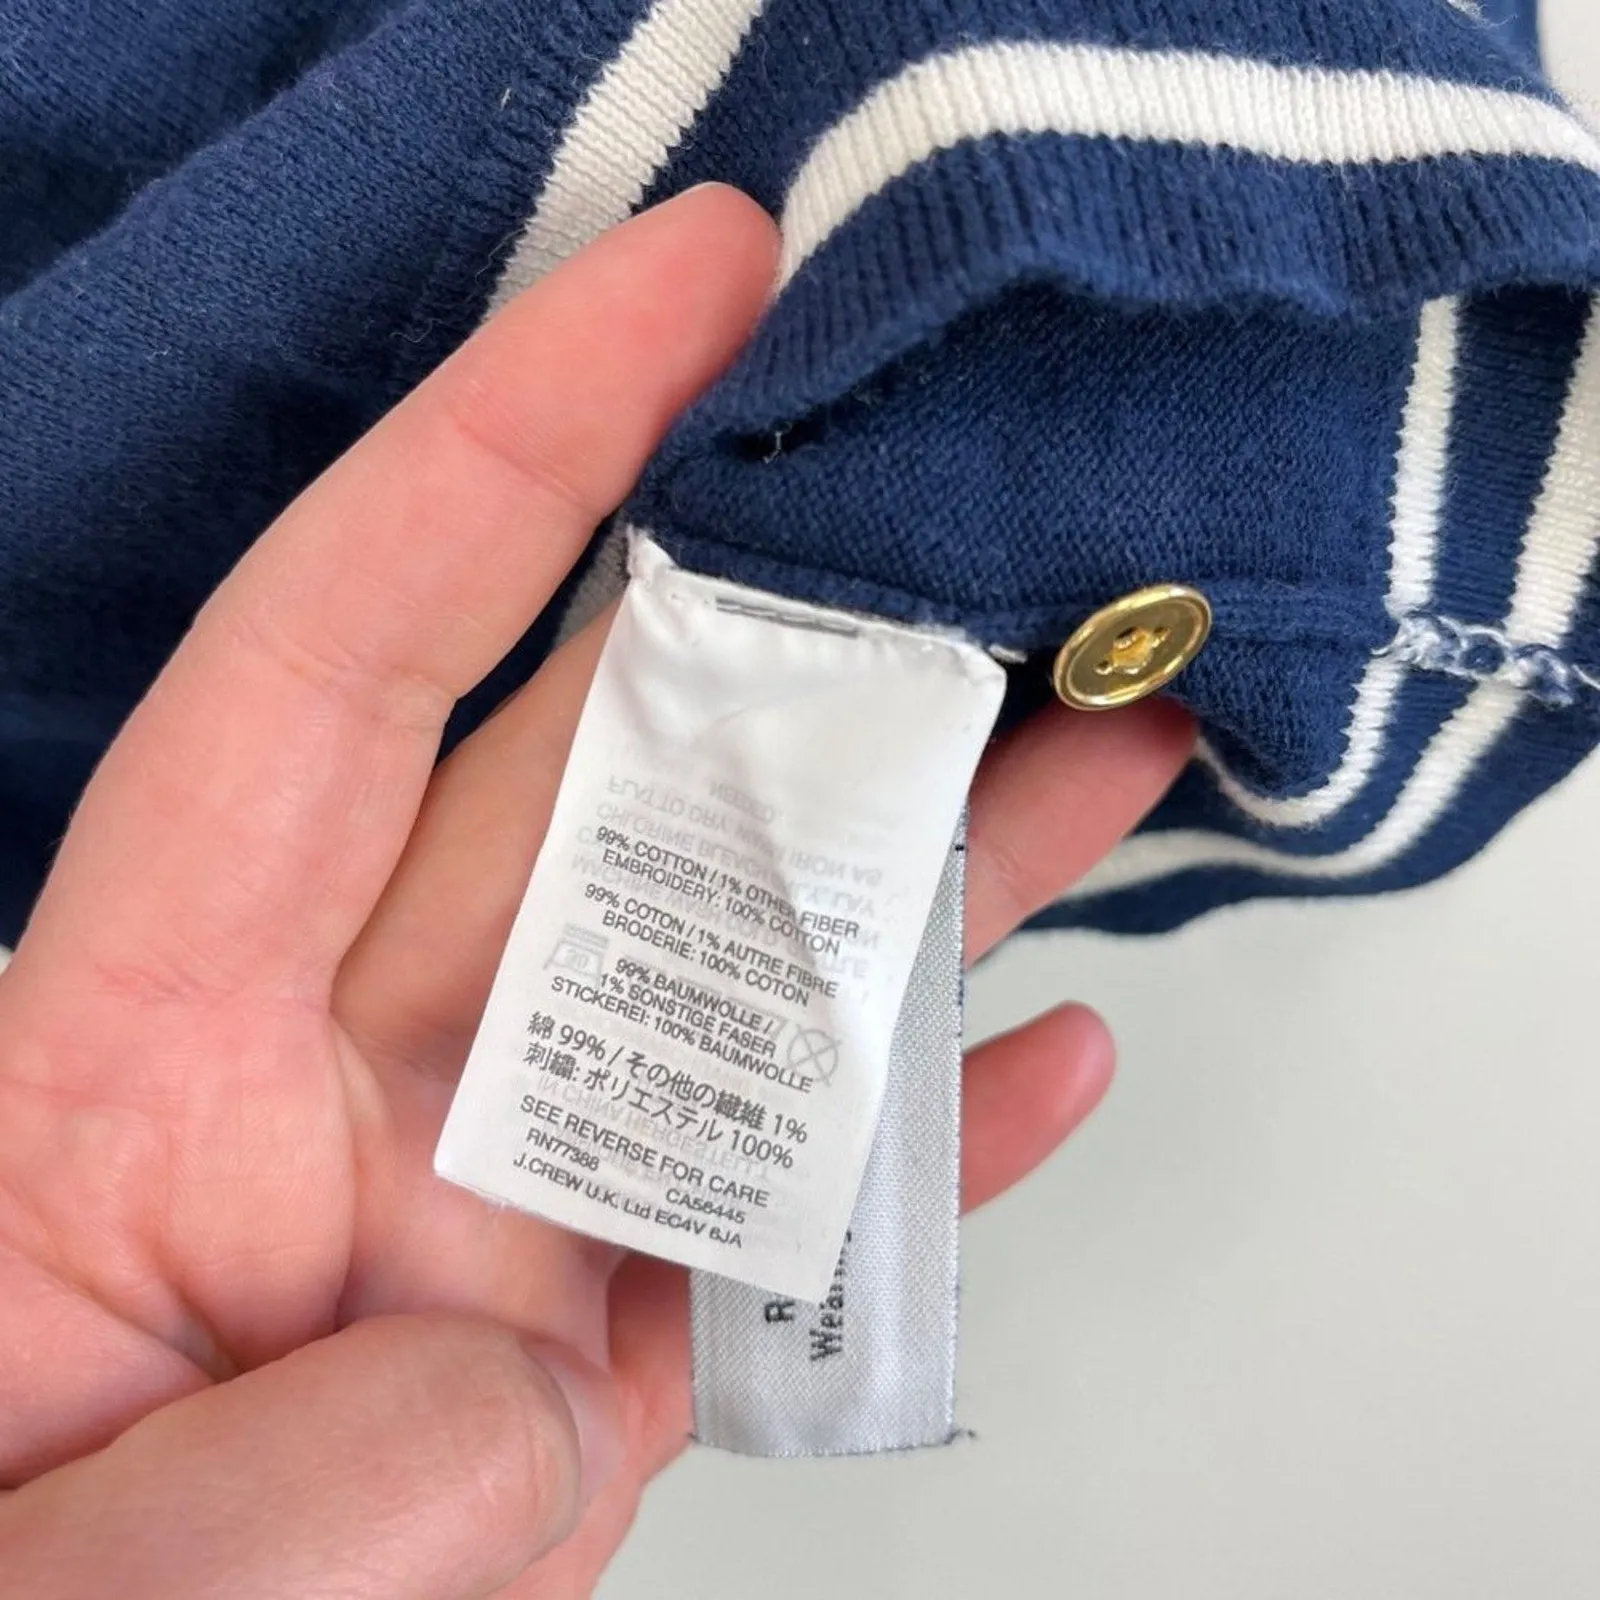 99% COTTON / 1% OTHER FIBER
EMBROIDERY: 100% COTTON
99% COTON / 1% AUTRE FIBRE
BRODERIE: 100% COTON
99% BAUMWOLLE /
1% SONSTIGE FASER
STICKEREI: 100% BAUMWOLLE
綿 99% / その他の繊維 1%
刺繍: ポリエステル 100%
SEE REVERSE FOR CARE
RN77388 CA56445
J.CREW U.K. Ltd EC4V 6JA